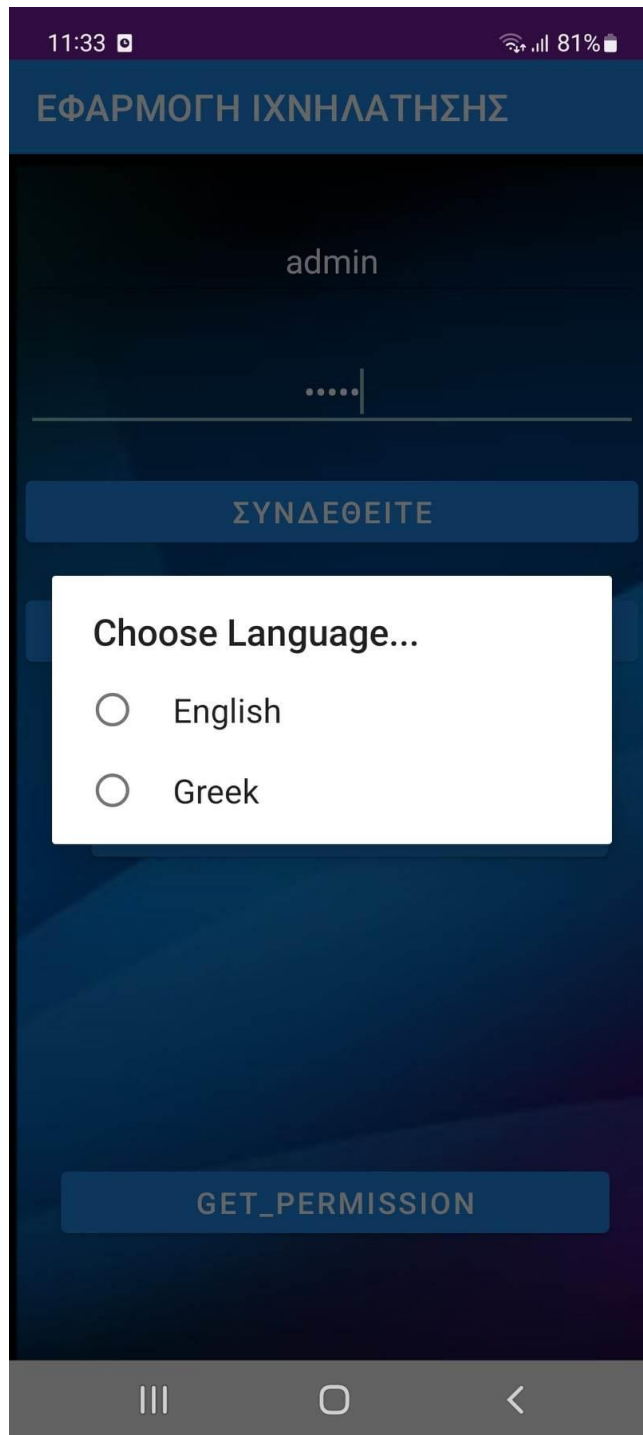 11:33 81%
ΕΦΑΡΜΟΓΗ ΙΧΝΗΛΑΤΗΣΗΣ
admin
•••••
ΣΥΝΔΕΘΕΙΤΕ
Choose Language...
English
Greek
GET_PERMISSION